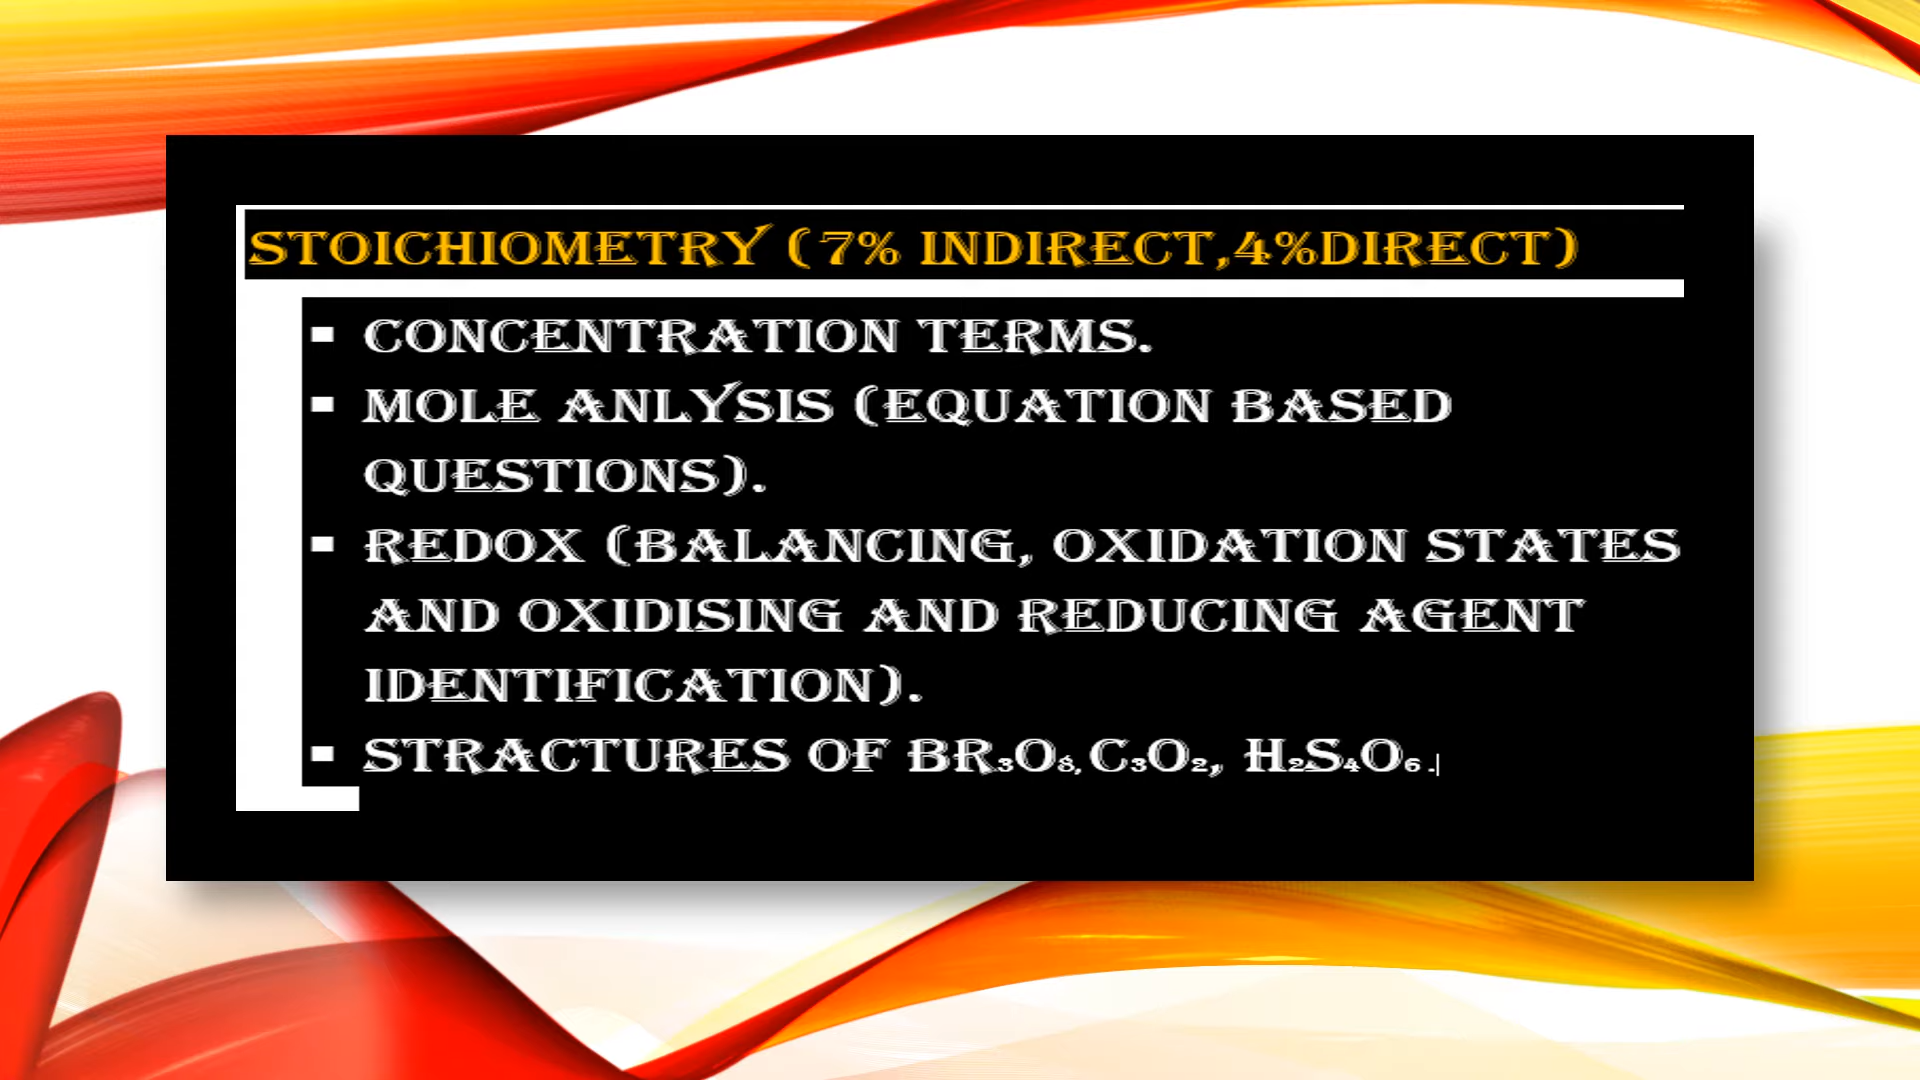 STOICHIOMETRY (7% INDIRECT,4%DIRECT)
▪ CONCENTRATION TERMS.
▪ MOLE ANLYSIS (EQUATION BASED
QUESTIONS).
▪ REDOX (BALANCING, OXIDATION STATES
AND OXIDISING AND REDUCING AGENT
IDENTIFICATION).
▪ STRACTURES OF BR₃O₈, C₃O₂, H₂S₄O₆ .